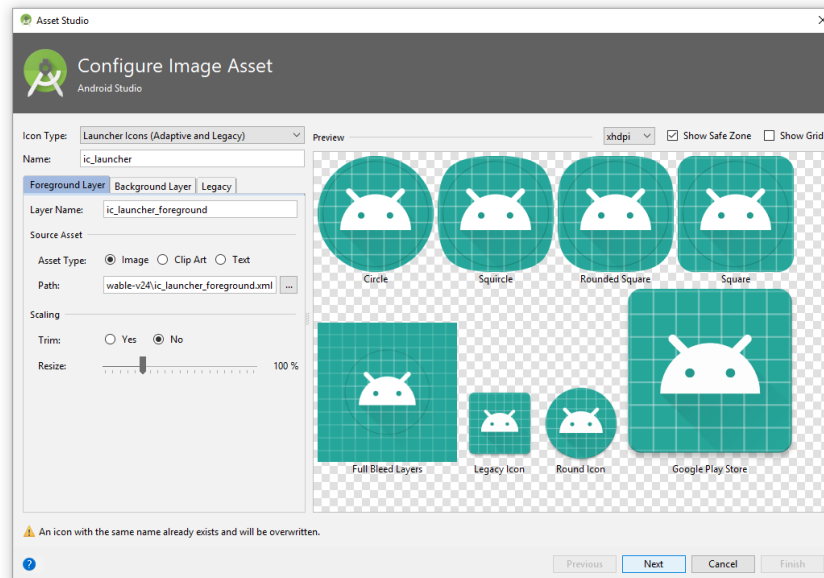 Asset Studio
Configure Image Asset
Android Studio
Icon Type: Launcher Icons (Adaptive and Legacy)
Name: ic_launcher
Foreground Layer Background Layer Legacy
Layer Name: ic_launcher_foreground
Source Asset
Asset Type: Image Clip Art Text
Path: wable-v24\ic_launcher_foreground.xml ...
Scaling
Trim: Yes No
Resize: 100 %
Preview xhdpi Show Safe Zone Show Grid
Circle Squircle Rounded Square Square
Full Bleed Layers Legacy Icon Round Icon Google Play Store
An icon with the same name already exists and will be overwritten.
? Previous Next Cancel Finish